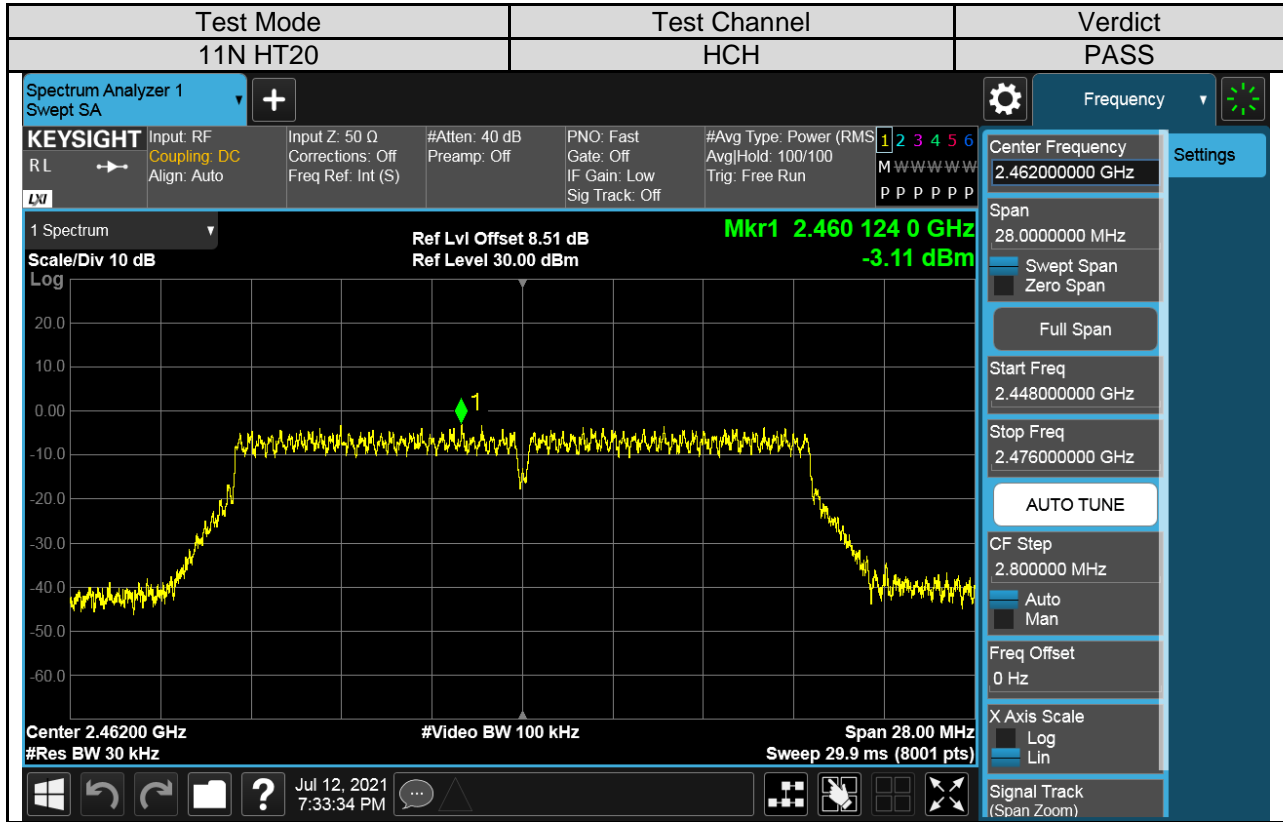 Test Mode Test Channel Verdict
11N HT20 HCH PASS
Spectrum Analyzer 1
Swept SA
+
Frequency
KEYSIGHT Input: RF Input Z: 50 Ω #Atten: 40 dB PNO: Fast #Avg Type: Power (RMS 1 2 3 4 5 6
RL Coupling: DC Corrections: Off Preamp: Off Gate: Off Avg|Hold: 100/100 M W W W W W
Align: Auto Freq Ref: Int (S) IF Gain: Low Trig: Free Run
LXI Sig Track: Off P P P P P P
1 Spectrum Ref Lvl Offset 8.51 dB Mkr1 2.460 124 0 GHz
Scale/Div 10 dB Ref Level 30.00 dBm -3.11 dBm
Log
20.0
10.0
0.00
1
-10.0
-20.0
-30.0
-40.0
-50.0
-60.0
Center 2.46200 GHz #Video BW 100 kHz Span 28.00 MHz
#Res BW 30 kHz Sweep 29.9 ms (8001 pts)
Center Frequency Settings
2.462000000 GHz
Span
28.0000000 MHz
Swept Span
Zero Span
Full Span
Start Freq
2.448000000 GHz
Stop Freq
2.476000000 GHz
AUTO TUNE
CF Step
2.800000 MHz
Auto
Man
Freq Offset
0 Hz
X Axis Scale
Log
Lin
Signal Track
(Span Zoom)
? Jul 12, 2021
7:33:34 PM